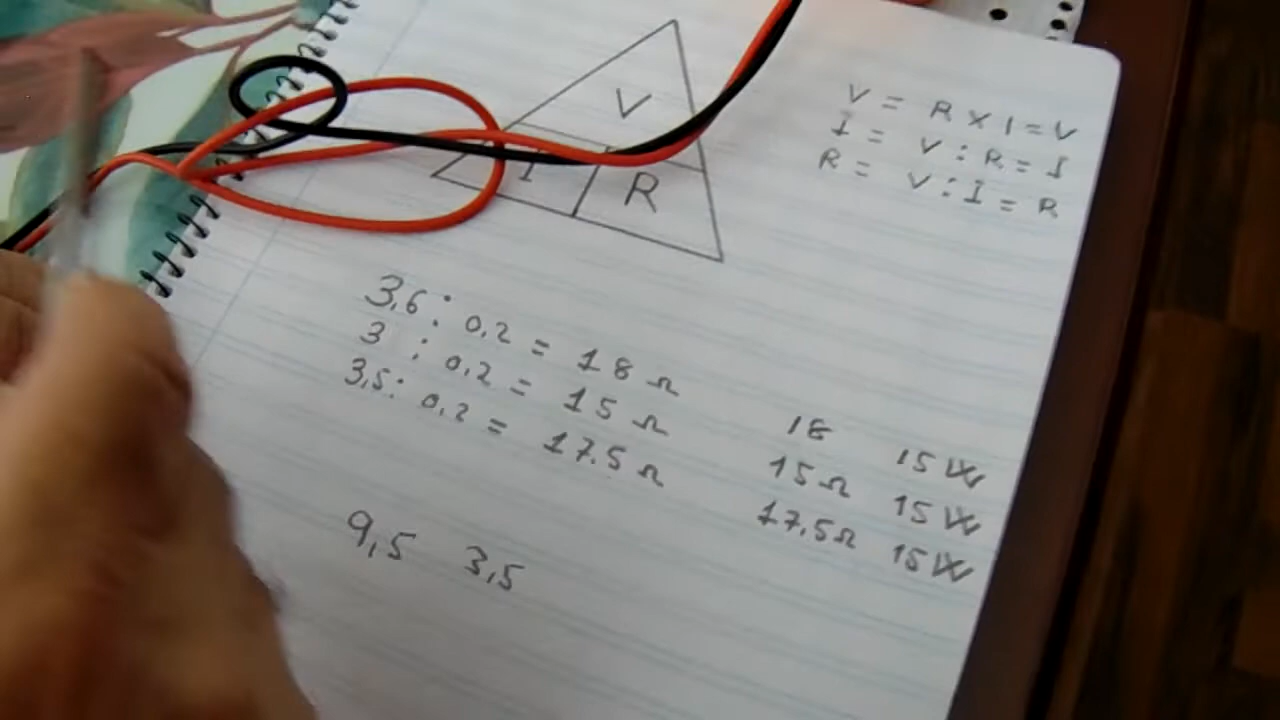 V
I R
V = R X I = V
I = V : R = I
R = V : I = R
3,6 : 0,2 = 18 Ω
3 : 0,2 = 15 Ω
3,5 : 0,2 = 17.5 Ω
18 15 W
15 Ω 15 W
17,5 Ω 15 W
9,5 3,5